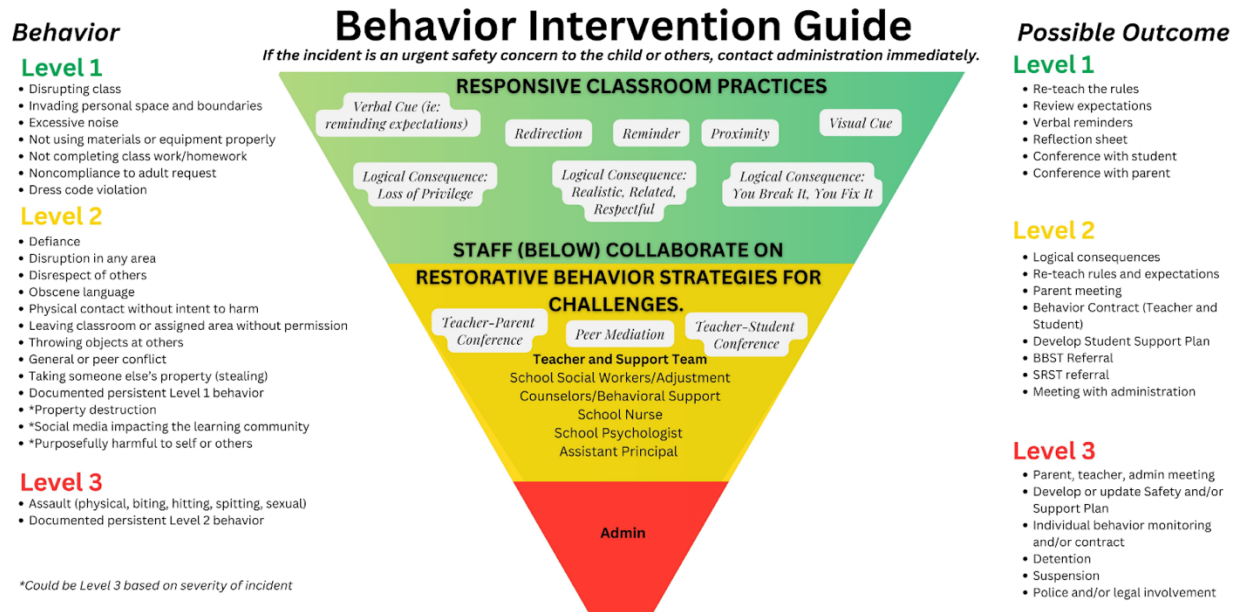 Behavior Intervention Guide
If the incident is an urgent safety concern to the child or others, contact administration immediately.
Behavior
Level 1
• Disrupting class
• Invading personal space and boundaries
• Excessive noise
• Not using materials or equipment properly
• Not completing class work/homework
• Noncompliance to adult request
• Dress code violation
Level 2
• Defiance
• Disruption in any area
• Disrespect of others
• Obscene language
• Physical contact without intent to harm
• Leaving classroom or assigned area without permission
• Throwing objects at others
• General or peer conflict
• Taking someone else's property (stealing)
• Documented persistent Level 1 behavior
• *Property destruction
• *Social media impacting the learning community
• *Purposefully harmful to self or others
Level 3
• Assault (physical, biting, hitting, spitting, sexual)
• Documented persistent Level 2 behavior
*Could be Level 3 based on severity of incident
RESPONSIVE CLASSROOM PRACTICES
Verbal Cue (ie:
reminding expectations)
Redirection
Reminder
Proximity
Visual Cue
Logical Consequence:
Loss of Privilege
Logical Consequence:
Realistic, Related,
Respectful
Logical Consequence:
You Break It, You Fix It
STAFF (BELOW) COLLABORATE ON
RESTORATIVE BEHAVIOR STRATEGIES FOR
CHALLENGES.
Teacher-Parent
Conference
Peer Mediation
Teacher-Student
Conference
Teacher and Support Team
School Social Workers/Adjustment
Counselors/Behavioral Support
School Nurse
School Psychologist
Assistant Principal
Admin
Possible Outcome
Level 1
• Re-teach the rules
• Review expectations
• Verbal reminders
• Reflection sheet
• Conference with student
• Conference with parent
Level 2
• Logical consequences
• Re-teach rules and expectations
• Parent meeting
• Behavior Contract (Teacher and
Student)
• Develop Student Support Plan
• BBST Referral
• SRST referral
• Meeting with administration
Level 3
• Parent, teacher, admin meeting
• Develop or update Safety and/or
Support Plan
• Individual behavior monitoring
and/or contract
• Detention
• Suspension
• Police and/or legal involvement